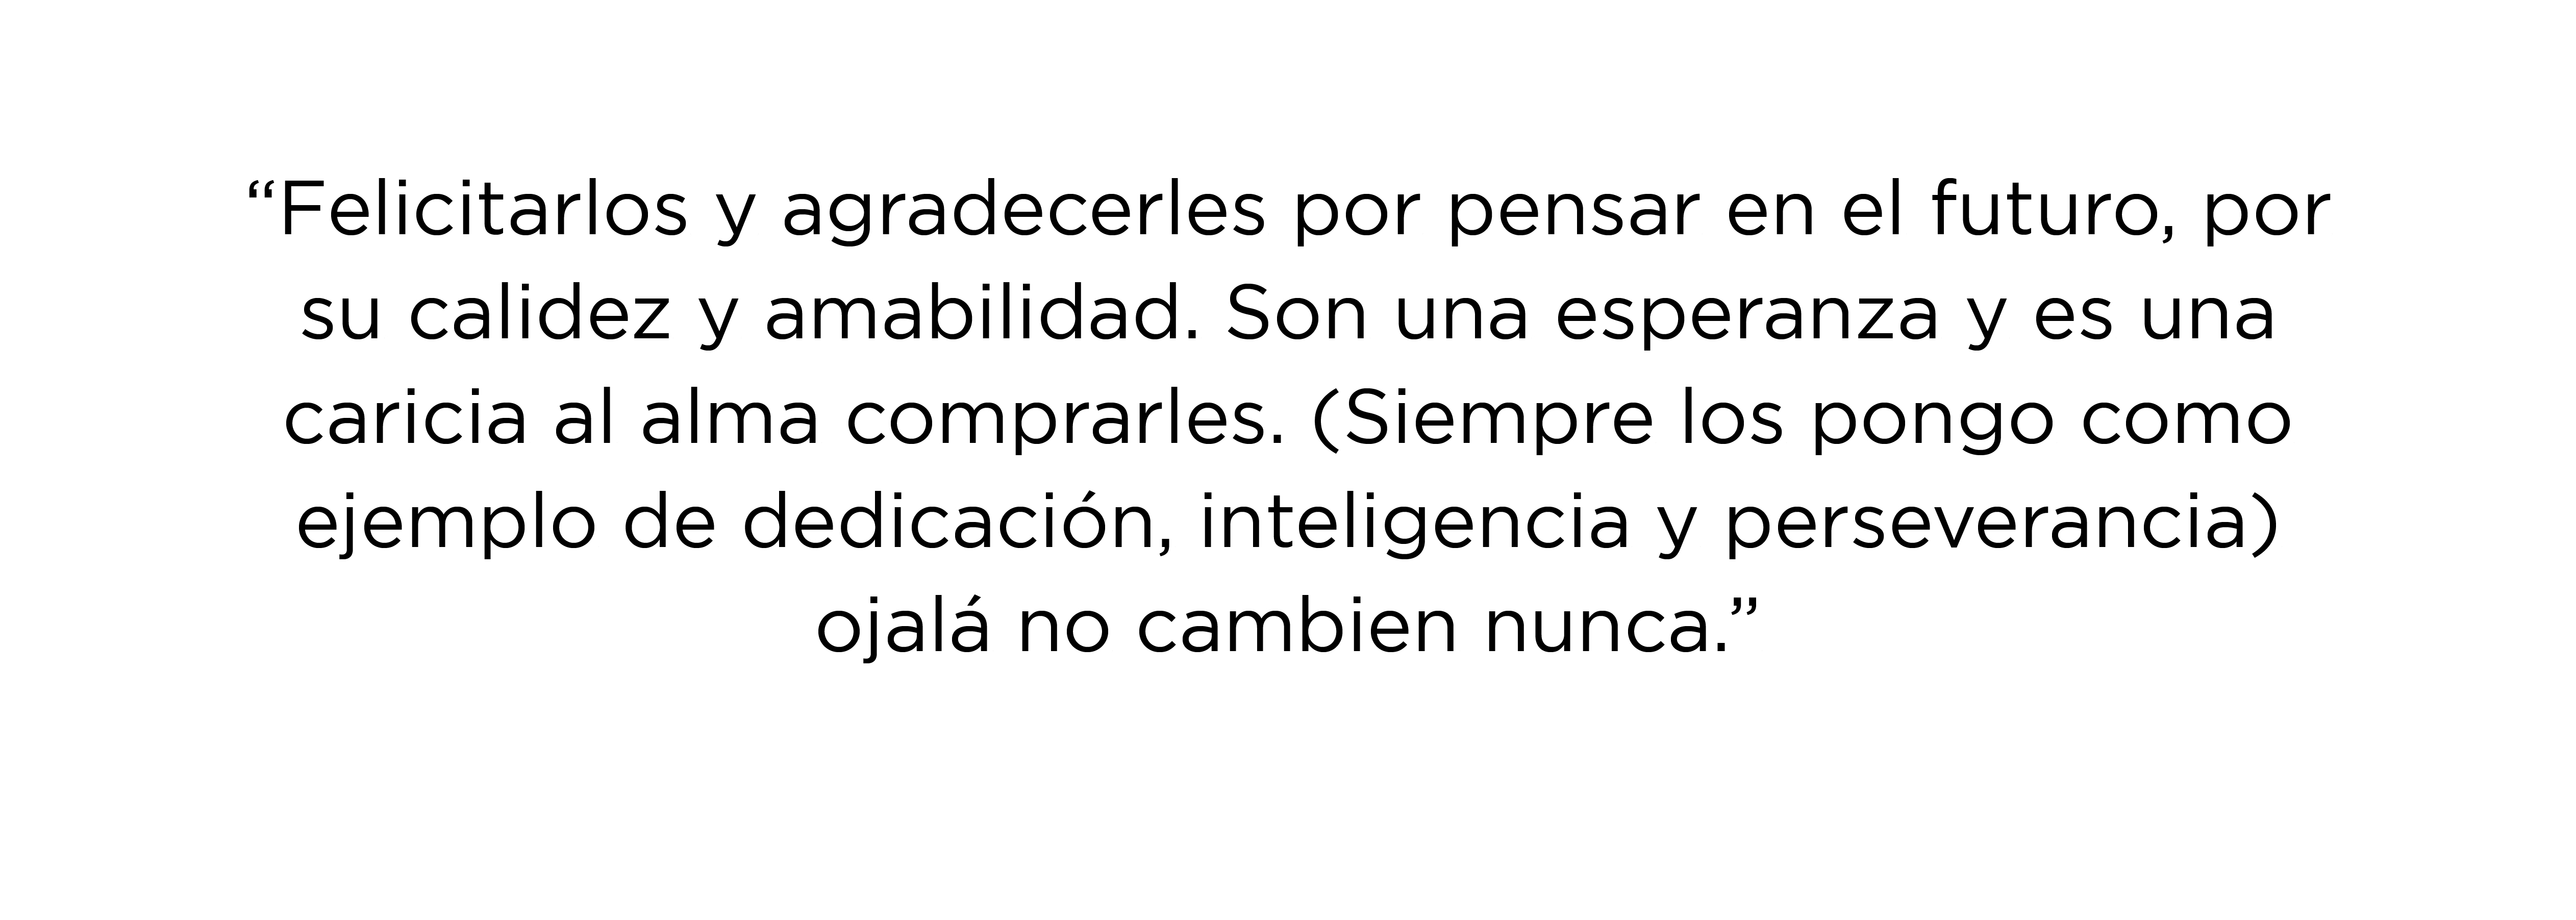 “Felicitarlos y agradecerles por pensar en el futuro, por
su calidez y amabilidad. Son una esperanza y es una
caricia al alma comprarles. (Siempre los pongo como
ejemplo de dedicación, inteligencia y perseverancia)
ojalá no cambien nunca.”